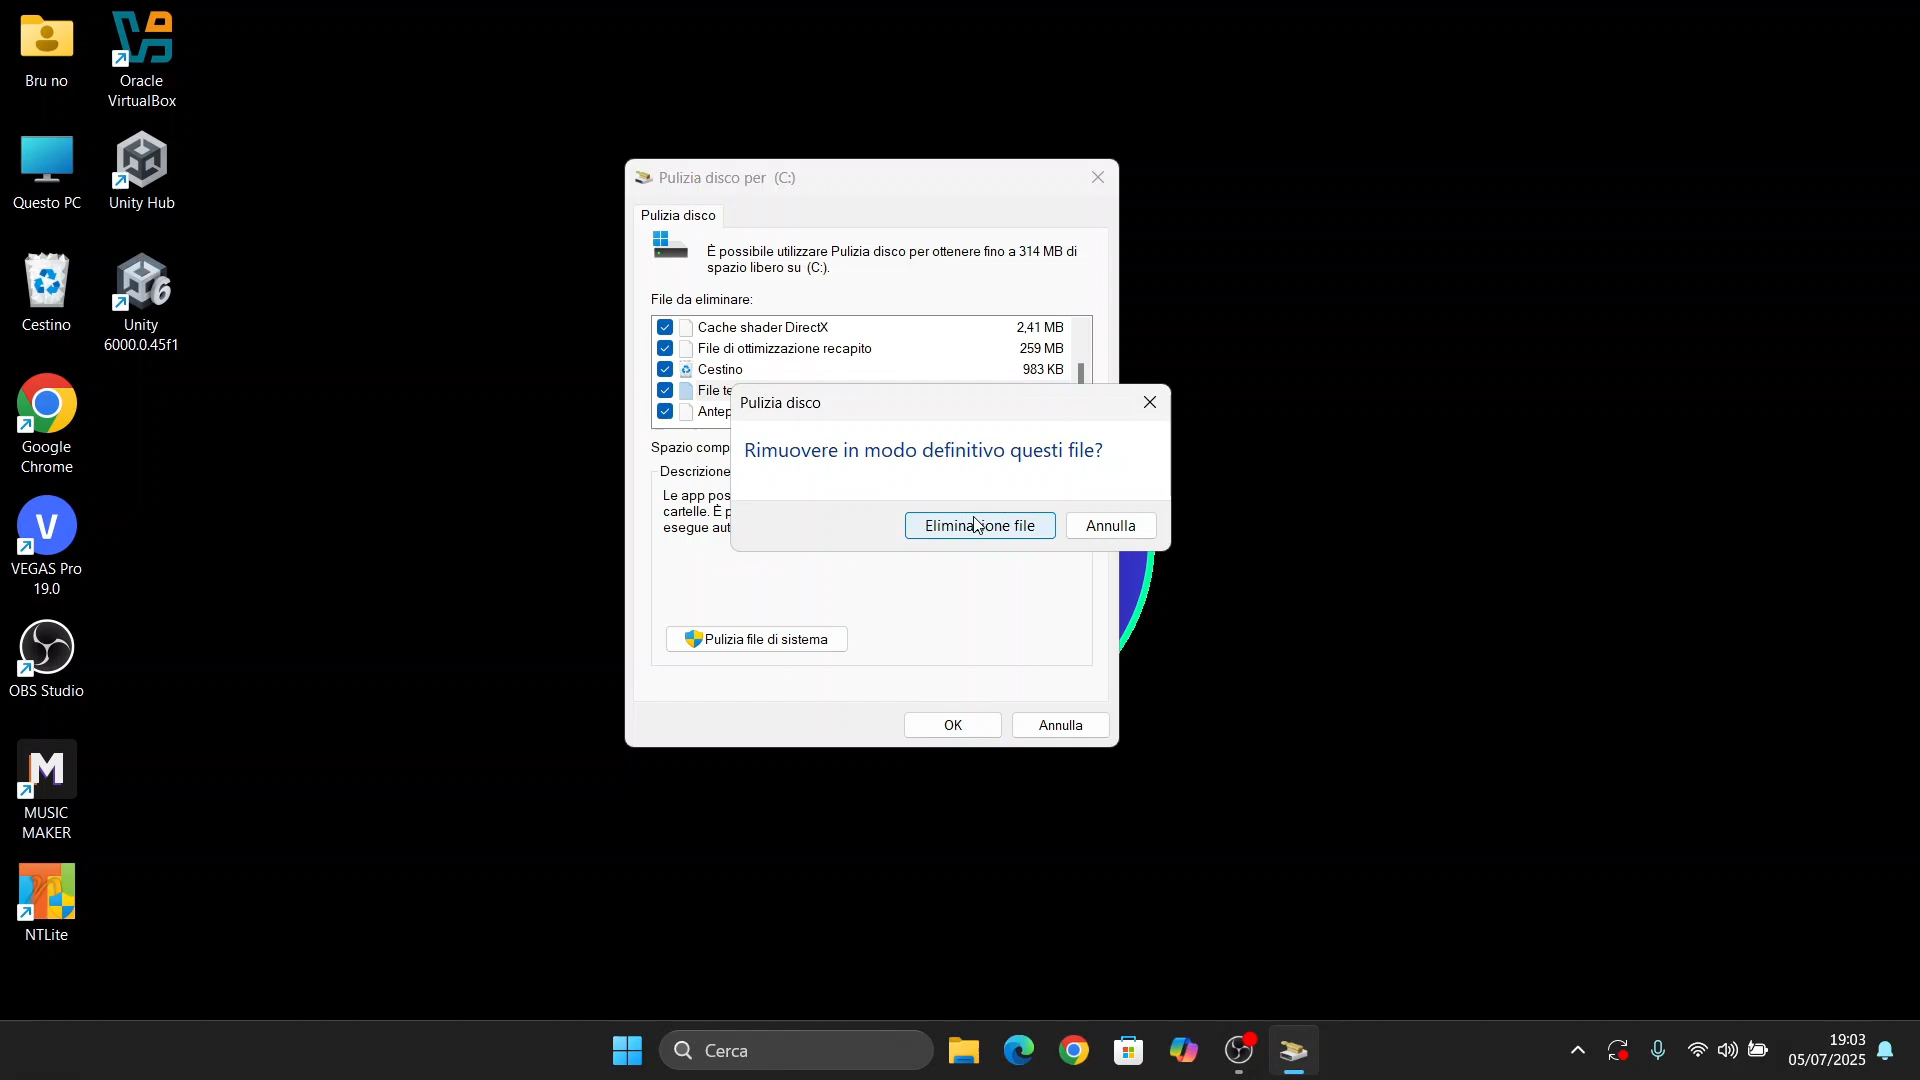 Bru no
Oracle
VirtualBox
Questo PC
Unity Hub
Cestino
Unity
6000.0.45f1
Google
Chrome
VEGAS Pro
19.0
OBS Studio
MUSIC
MAKER
NTLite
Pulizia disco per (C:)
Pulizia disco
È possibile utilizzare Pulizia disco per ottenere fino a 314 MB di
spazio libero su (C:).
File da eliminare:
Cache shader DirectX 2,41 MB
File di ottimizzazione recapito 259 MB
Cestino 983 KB
File te
Antep
Spazio comp
Descrizione
Le app pos
cartelle. È p
esegue aut
Pulizia disco
Rimuovere in modo definitivo questi file?
Eliminazione file
Annulla
Pulizia file di sistema
OK
Annulla
Cerca
19:03
05/07/2025